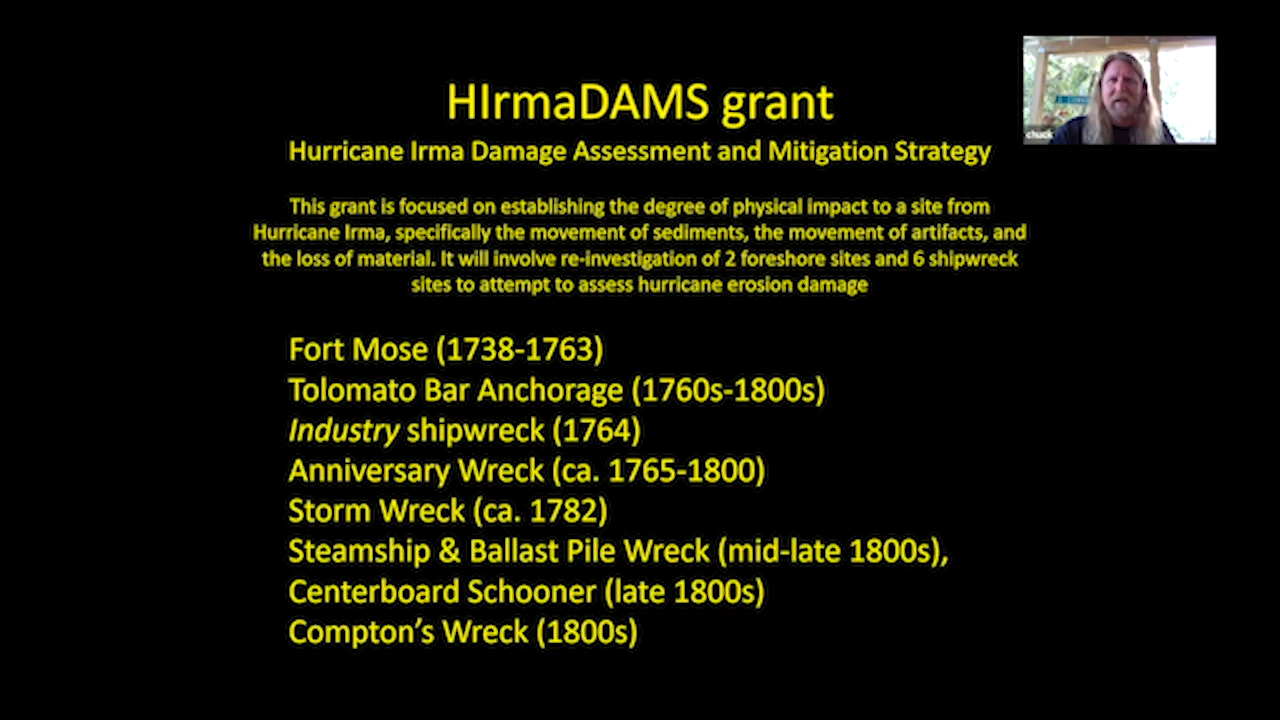 HIrmaDAMS grant
Hurricane Irma Damage Assessment and Mitigation Strategy
This grant is focused on establishing the degree of physical impact to a site from
Hurricane Irma, specifically the movement of sediments, the movement of artifacts, and
the loss of material. It will involve re-investigation of 2 foreshore sites and 6 shipwreck
sites to attempt to assess hurricane erosion damage
Fort Mose (1738-1763)
Tolomato Bar Anchorage (1760s-1800s)
Industry shipwreck (1764)
Anniversary Wreck (ca. 1765-1800)
Storm Wreck (ca. 1782)
Steamship & Ballast Pile Wreck (mid-late 1800s),
Centerboard Schooner (late 1800s)
Compton’s Wreck (1800s)
chuck